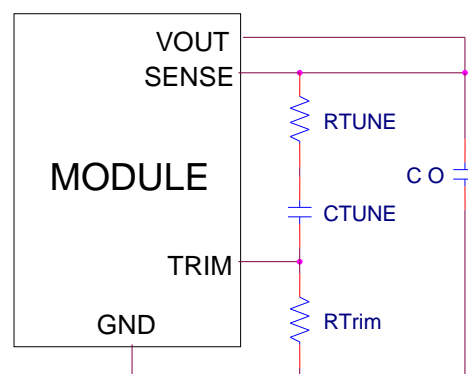 VOUT
SENSE
RTUNE
MODULE
C O
CTUNE
TRIM
RTrim
GND